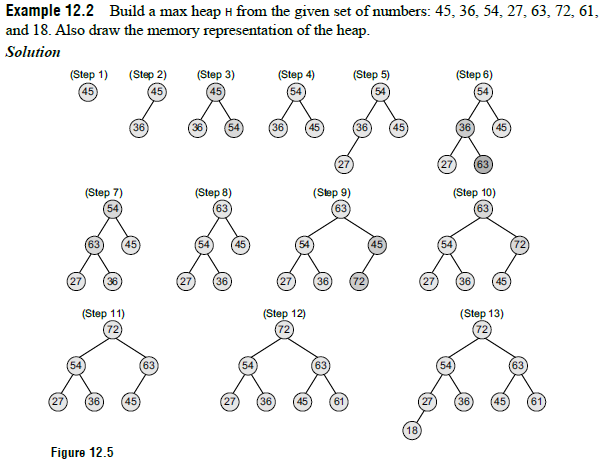 Example 12.2 Build a max heap H from the given set of numbers: 45, 36, 54, 27, 63, 72, 61,
and 18. Also draw the memory representation of the heap.
Solution
(Step 1) (Step 2) (Step 3) (Step 4) (Step 5) (Step 6)
45 45 45 54 54 54
36 36 54 36 45 36 45 36 45
27 27 63
(Step 7) (Step 8) (Step 9) (Step 10)
54 63 63 63
63 45 54 45 54 45 54 72
27 36 27 36 27 36 72 27 36 45
(Step 11) (Step 12) (Step 13)
72 72 72
54 63 54 63 54 63
27 36 45 27 36 45 61 27 36 45 61
18
Figure 12.5